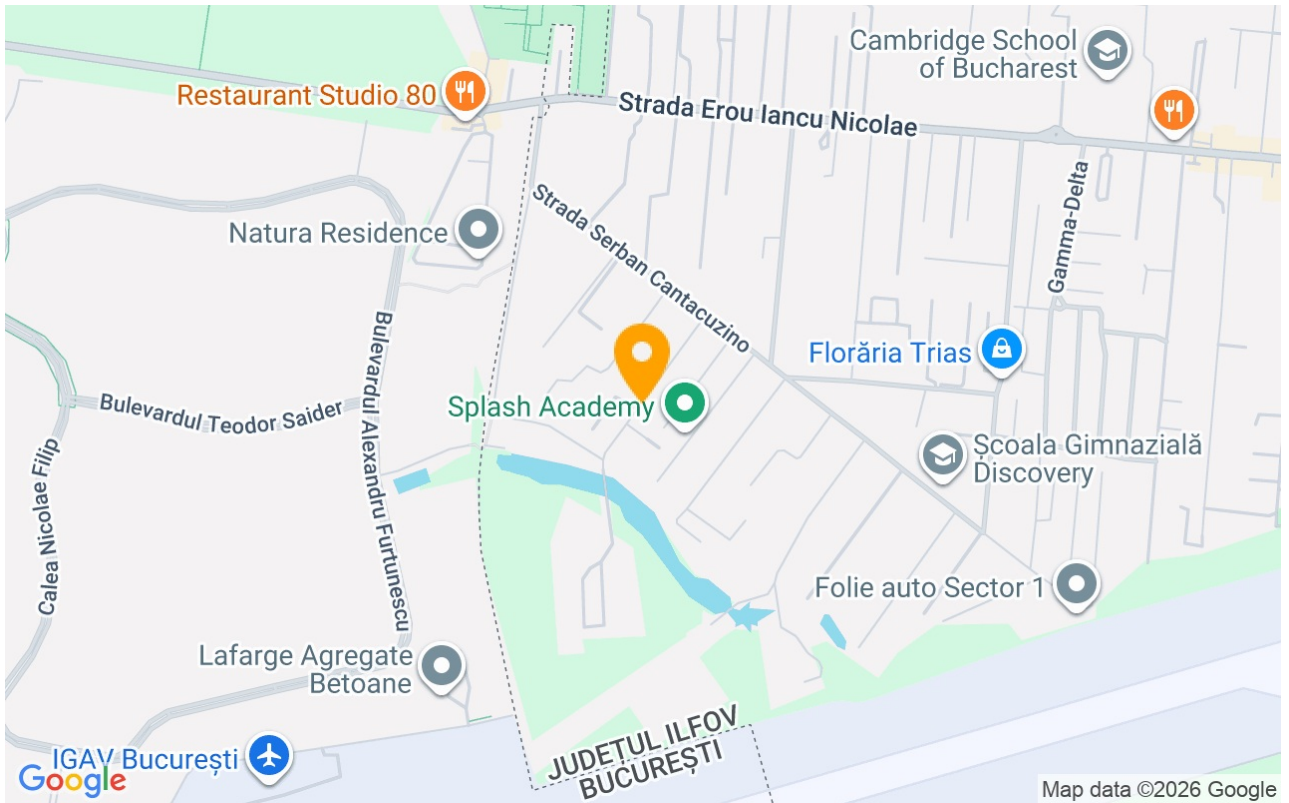 Cambridge School
of Bucharest
Restaurant Studio 80
Strada Erou Iancu Nicolae
Strada Serban Cantacuzino
Gamma-Delta
Natura Residence
Bulevardul Alexandru Furtunescu
Florăria Trias
Bulevardul Teodor Saider
Splash Academy
Calea Nicolae Filip
Școala Gimnazială
Discovery
Folie auto Sector 1
Lafarge Agregate
Betoane
JUDEȚUL ILFOV
BUCUREȘTI
IGAV București
Google
Map data ©2026 Google